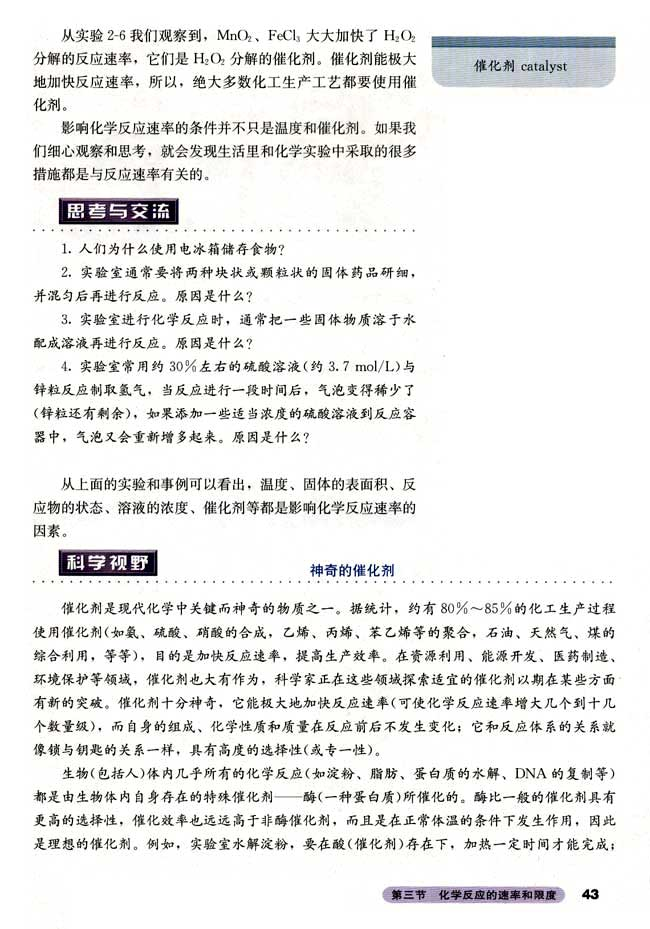 从实验 2-6 我们观察到，MnO₂、FeCl₃ 大大加快了 H₂O₂
分解的反应速率，它们是 H₂O₂ 分解的催化剂。催化剂能极大
地加快反应速率，所以，绝大多数化工生产工艺都要使用催
化剂。
催化剂 catalyst
影响化学反应速率的条件并不只是温度和催化剂。如果我
们细心观察和思考，就会发现生活里和化学实验中采取的很多
措施都是与反应速率有关的。
思考与交流
1. 人们为什么使用电冰箱储存食物？
2. 实验室通常要将两种块状或颗粒状的固体药品研细，
并混匀后再进行反应。原因是什么？
3. 实验室进行化学反应时，通常把一些固体物质溶于水
配成溶液再进行反应。原因是什么？
4. 实验室常用约 30%左右的硫酸溶液(约 3.7 mol/L)与
锌粒反应制取氢气，当反应进行一段时间后，气泡变得稀少了
(锌粒还有剩余)，如果添加一些适当浓度的硫酸溶液到反应容
器中，气泡又会重新增多起来。原因是什么？
从上面的实验和事例可以看出，温度、固体的表面积、反
应物的状态、溶液的浓度、催化剂等都是影响化学反应速率的
因素。
科学视野
神奇的催化剂
催化剂是现代化学中关键而神奇的物质之一。据统计，约有 80%～85%的化工生产过程
使用催化剂(如氨、硫酸、硝酸的合成，乙烯、丙烯、苯乙烯等的聚合，石油、天然气、煤的
综合利用，等等)，目的是加快反应速率，提高生产效率。在资源利用、能源开发、医药制造、
环境保护等领域，催化剂也大有作为，科学家正在这些领域探索适宜的催化剂以期在某些方面
有新的突破。催化剂十分神奇，它能极大地加快反应速率(可使化学反应速率增大几个到十几
个数量级)，而自身的组成、化学性质和质量在反应前后不发生变化；它和反应体系的关系就
像锁与钥匙的关系一样，具有高度的选择性(或专一性)。
生物(包括人)体内几乎所有的化学反应(如淀粉、脂肪、蛋白质的水解、DNA 的复制等)
都是由生物体内自身存在的特殊催化剂——酶(一种蛋白质)所催化的。酶比一般的催化剂具有
更高的选择性，催化效率也远远高于非酶催化剂，而且是在正常体温的条件下发生作用，因此
是理想的催化剂。例如，实验室水解淀粉，要在酸(催化剂)存在下，加热一定时间才能完成；
第三节 化学反应的速率和限度 43